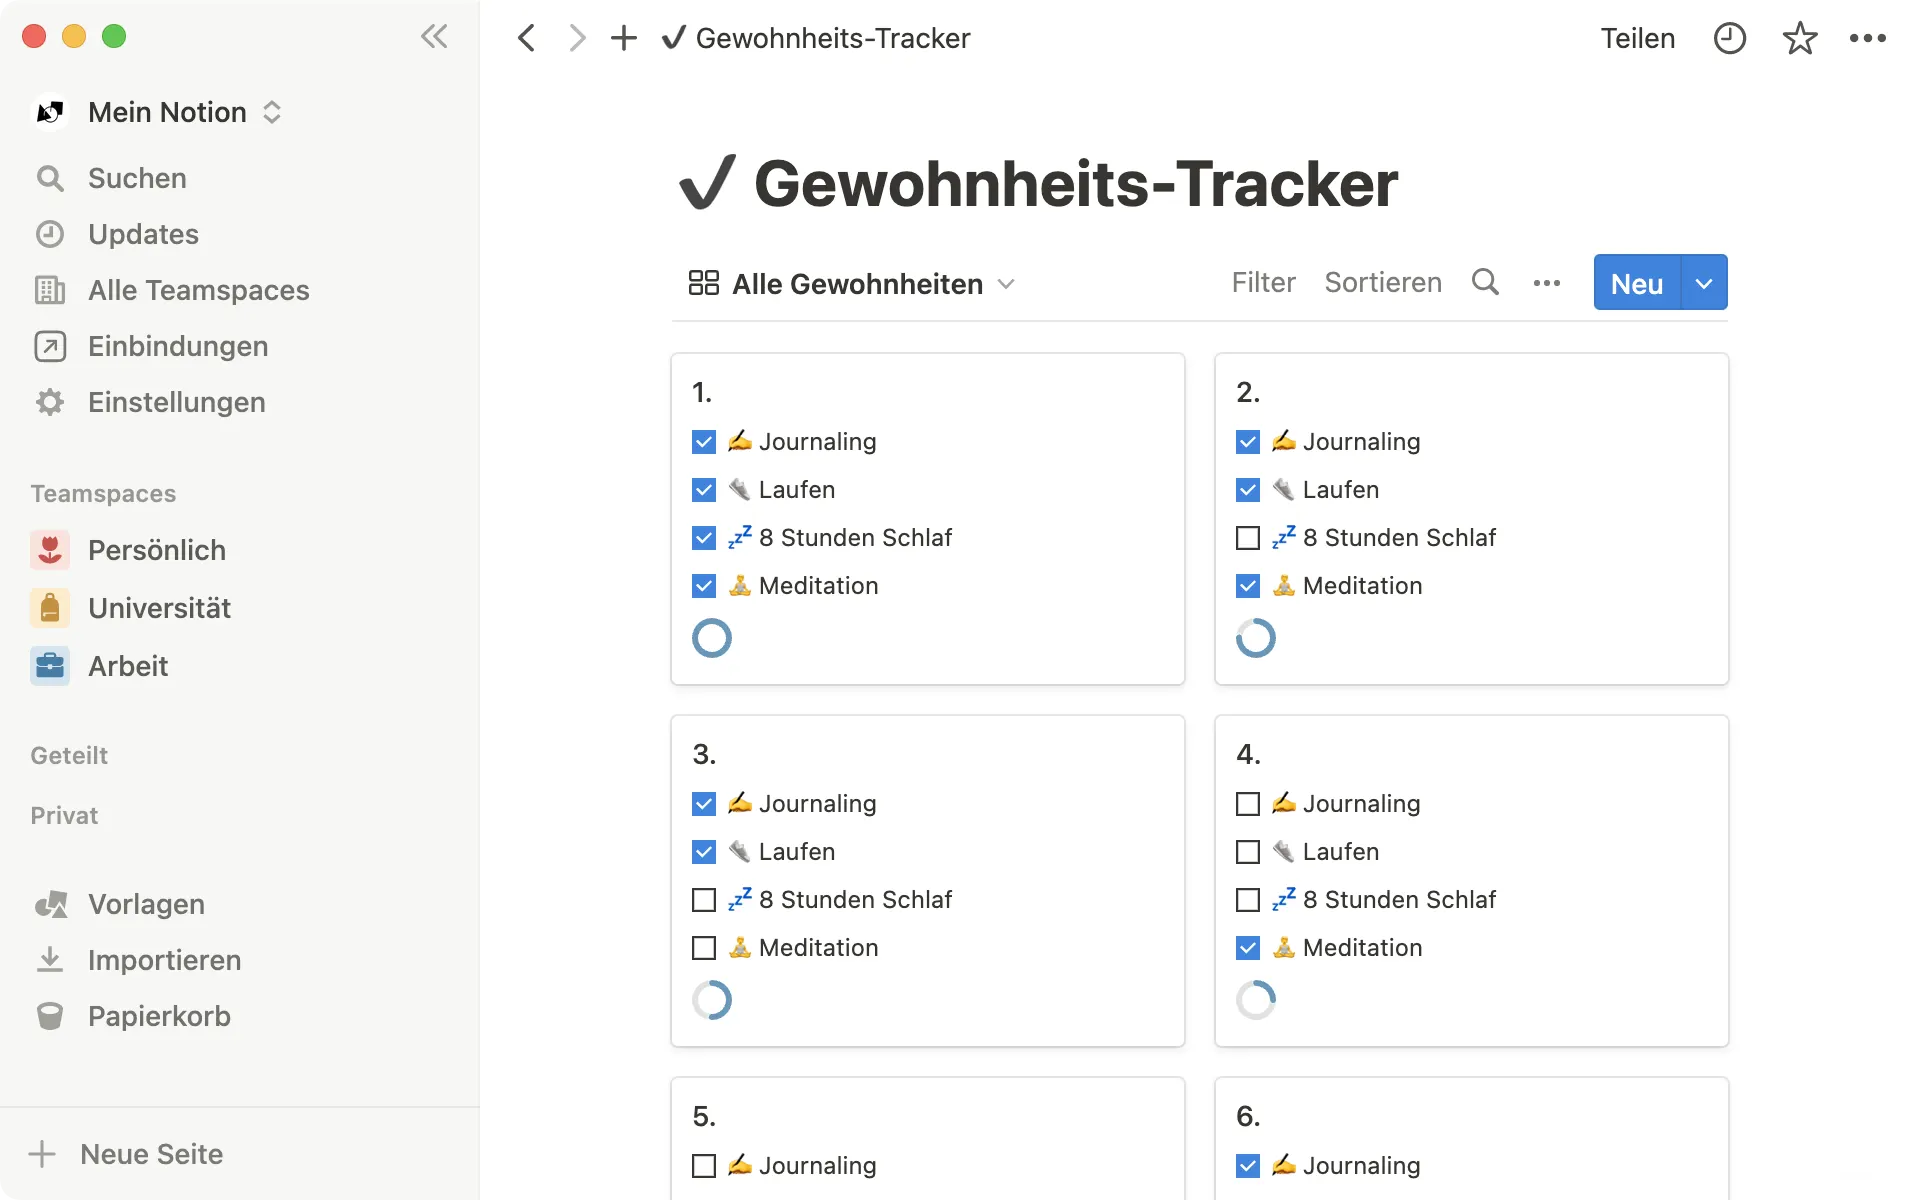 Mein Notion
Suchen
Updates
Alle Teamspaces
Einbindungen
Einstellungen
Teamspaces
Persönlich
Universität
Arbeit
Geteilt
Privat
Vorlagen
Importieren
Papierkorb
Neue Seite
Gewohnheits-Tracker
Teilen
Gewohnheits-Tracker
Alle Gewohnheiten
Filter
Sortieren
Neu
1.
Journaling
Laufen
8 Stunden Schlaf
Meditation
2.
Journaling
Laufen
8 Stunden Schlaf
Meditation
3.
Journaling
Laufen
8 Stunden Schlaf
Meditation
4.
Journaling
Laufen
8 Stunden Schlaf
Meditation
5.
Journaling
6.
Journaling